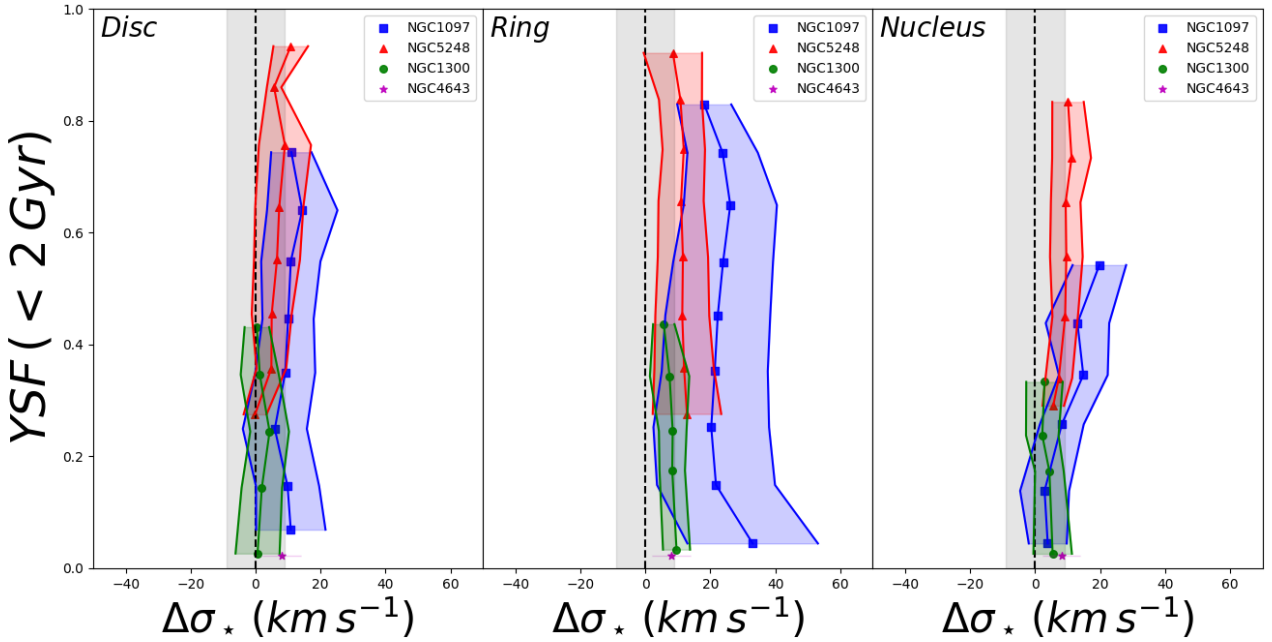 YSF ( < 2 Gyr)
1.0
0.8
0.6
0.4
0.2
0.0
Disc
NGC1097
NGC5248
NGC1300
NGC4643
−40 −20 0 20 40 60
Δσ⋆ (km s⁻¹)
Ring
NGC1097
NGC5248
NGC1300
NGC4643
−40 −20 0 20 40 60
Δσ⋆ (km s⁻¹)
Nucleus
NGC1097
NGC5248
NGC1300
NGC4643
−40 −20 0 20 40 60
Δσ⋆ (km s⁻¹)